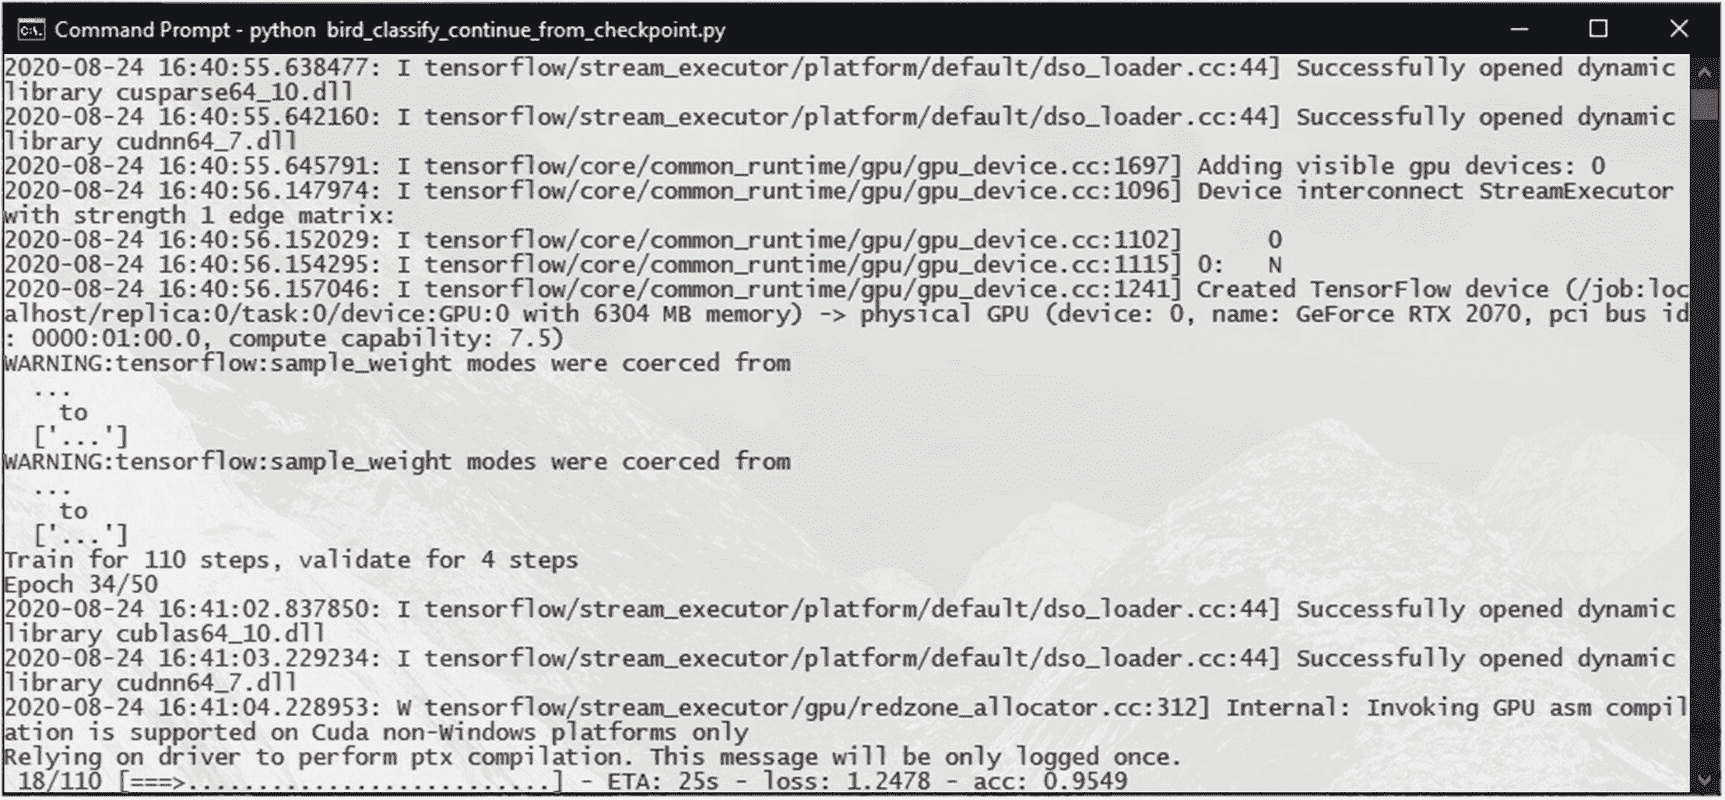 Command Prompt - python  bird_classify_continue_from_checkpoint.py
2020-08-24 16:40:55.638477: I tensorflow/stream_executor/platform/default/dso_loader.cc:44] Successfully opened dynamic
library cusparse64_10.dll
2020-08-24 16:40:55.642160: I tensorflow/stream_executor/platform/default/dso_loader.cc:44] Successfully opened dynamic
library cudnn64_7.dll
2020-08-24 16:40:55.645791: I tensorflow/core/common_runtime/gpu/gpu_device.cc:1697] Adding visible gpu devices: 0
2020-08-24 16:40:56.147974: I tensorflow/core/common_runtime/gpu/gpu_device.cc:1096] Device interconnect StreamExecutor
with strength 1 edge matrix:
2020-08-24 16:40:56.152029: I tensorflow/core/common_runtime/gpu/gpu_device.cc:1102]      0
2020-08-24 16:40:56.154295: I tensorflow/core/common_runtime/gpu/gpu_device.cc:1115] 0:   N
2020-08-24 16:40:56.157046: I tensorflow/core/common_runtime/gpu/gpu_device.cc:1241] Created TensorFlow device (/job:loc
alhost/replica:0/task:0/device:GPU:0 with 6304 MB memory) -> physical GPU (device: 0, name: GeForce RTX 2070, pci bus id
: 0000:01:00.0, compute capability: 7.5)
WARNING:tensorflow:sample_weight modes were coerced from
  ...
    to
  ['...']
WARNING:tensorflow:sample_weight modes were coerced from
  ...
    to
  ['...']
Train for 110 steps, validate for 4 steps
Epoch 34/50
2020-08-24 16:41:02.837850: I tensorflow/stream_executor/platform/default/dso_loader.cc:44] Successfully opened dynamic
library cublas64_10.dll
2020-08-24 16:41:03.229234: I tensorflow/stream_executor/platform/default/dso_loader.cc:44] Successfully opened dynamic
library cudnn64_7.dll
2020-08-24 16:41:04.228953: W tensorflow/stream_executor/gpu/redzone_allocator.cc:312] Internal: Invoking GPU asm compil
ation is supported on Cuda non-Windows platforms only
Relying on driver to perform ptx compilation. This message will be only logged once.
 18/110 [===>..........................] - ETA: 25s - loss: 1.2478 - acc: 0.9549